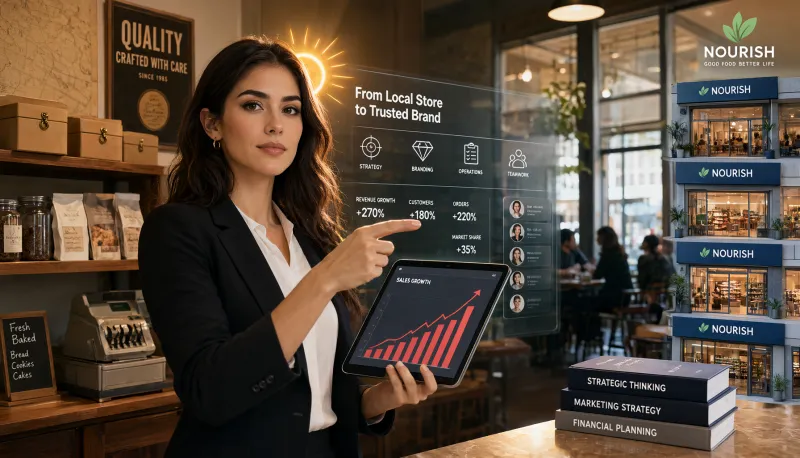 QUALITY
CRAFTED WITH CARE
SINCE 1985
Fresh
Baked
Bread
Cookies
Cakes
From Local Store
to Trusted Brand
STRATEGY
BRANDING
OPERATIONS
TEAMWORK
REVENUE GROWTH
+270%
CUSTOMERS
+180%
ORDERS
+220%
MARKET SHARE
+35%
SALES GROWTH
NOURISH
GOOD FOOD BETTER LIFE
NOURISH
NOURISH
NOURISH
NOURISH
STRATEGIC THINKING
MARKETING STRATEGY
FINANCIAL PLANNING